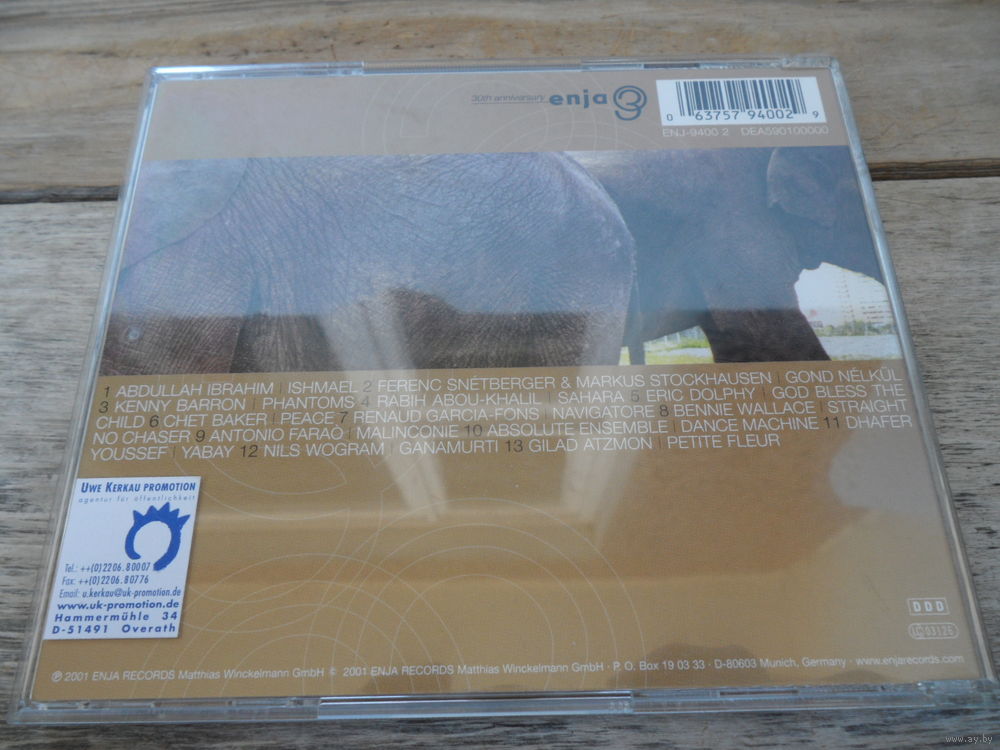 30th anniversary enja 3
0 63757 94002 9
ENJ-9400 2 DEA590100000
1 ABDULLAH IBRAHIM | ISHMAEL 2 FERENC SNÉTBERGER & MARKUS STOCKHAUSEN | GOND NÉLKÜL
3 KENNY BARRON | PHANTOMS 4 RABIH ABOU-KHALIL | SAHARA 5 ERIC DOLPHY | GOD BLESS THE
CHILD 6 CHET BAKER | PEACE 7 RENAUD GARCIA-FONS | NAVIGATORE 8 BENNIE WALLACE | STRAIGHT
NO CHASER 9 ANTONIO FARAÒ | MALINCONIE 10 ABSOLUTE ENSEMBLE | DANCE MACHINE 11 DHAFER
YOUSSEF | YABAY 12 NILS WOGRAM | GANAMURTI 13 GILAD ATZMON | PETITE FLEUR
UWE KERKAU PROMOTION
agentur für öffentlichkeit
Tel.: ++(0)2206.80007
Fax: ++(0)2206.80776
Email: u.kerkau@uk-promotion.de
www.uk-promotion.de
Hammermühle 34
D-51491 Overath
DDD
LC 03126
℗ 2001 ENJA RECORDS Matthias Winckelmann GmbH © 2001 ENJA RECORDS Matthias Winckelmann GmbH · P. O. Box 19 03 33 · D-80603 Munich, Germany · www.enjarecords.com
www.ay.by